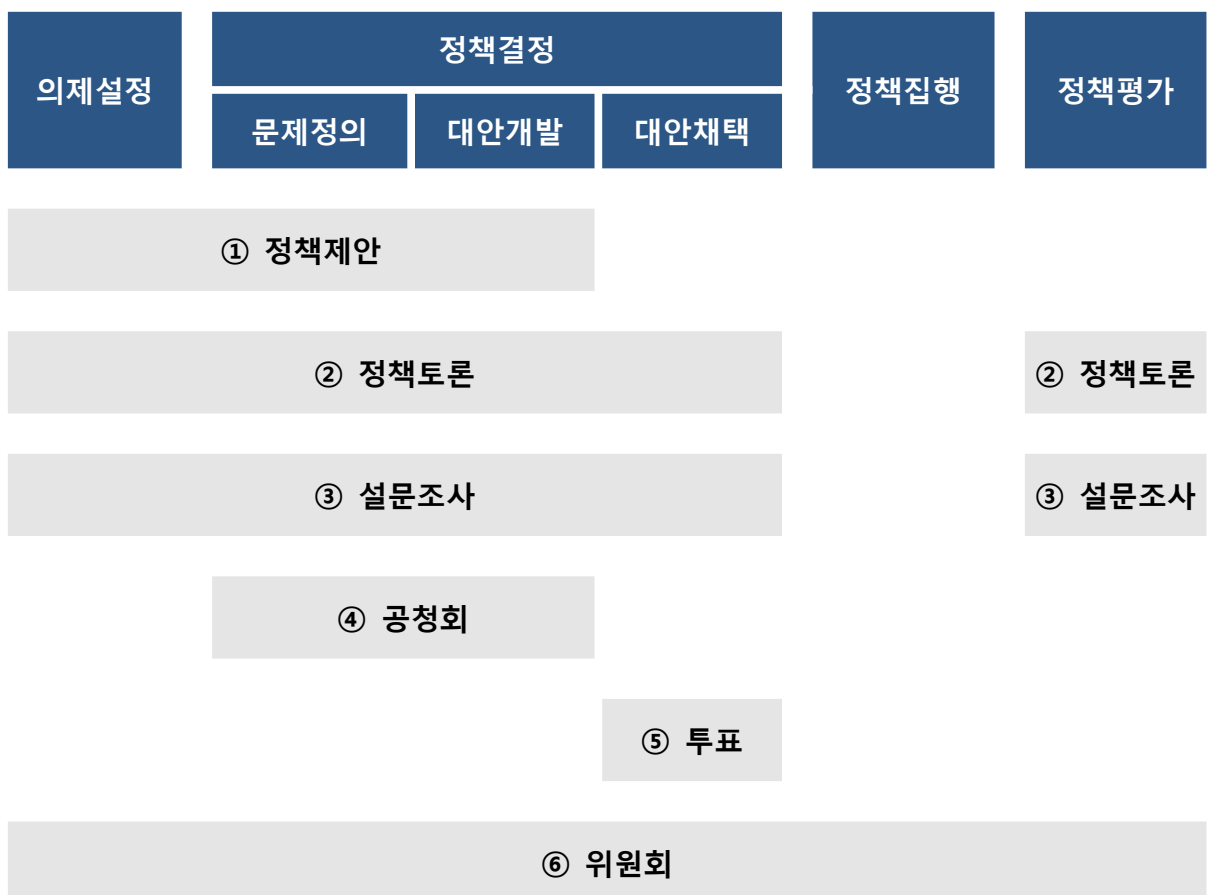 의제설정
정책결정
문제정의
대안개발
대안채택
정책집행
정책평가
① 정책제안
② 정책토론
② 정책토론
③ 설문조사
③ 설문조사
④ 공청회
⑤ 투표
⑥ 위원회